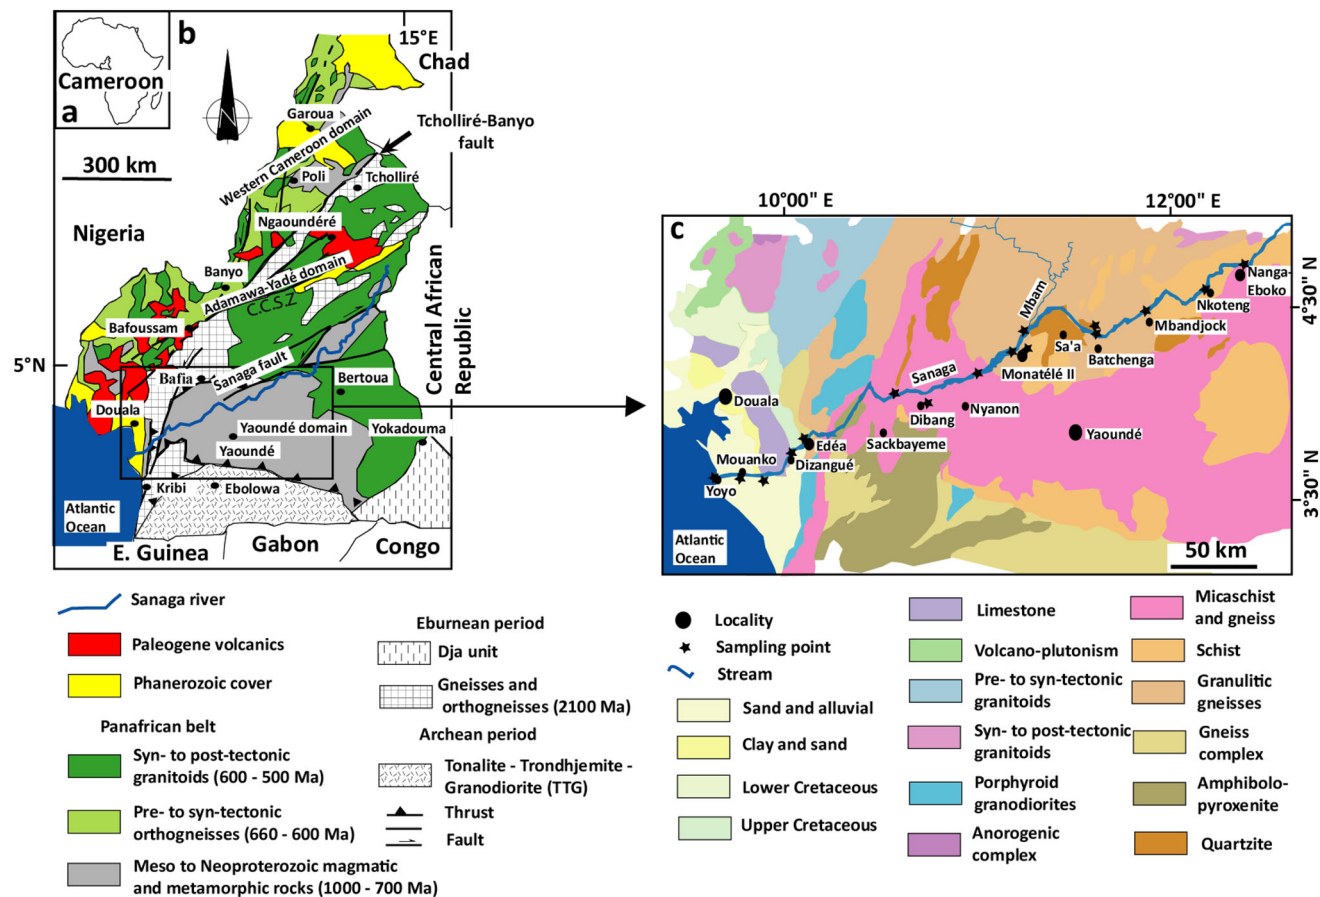 Cameroon
a
b
15°E
Chad
Garoua
Tcholliré-Banyo
fault
Western Cameroon domain
300 km
Poli
Tcholliré
Nigeria
Ngaoundéré
Banyo
Adamawa-Yadé domain
C.C.S.Z
Bafoussam
Central African
Republic
5°N
Sanaga fault
Bafia
Bertoua
Douala
Yaoundé domain
Yokadouma
Yaoundé
Kribi
Ebolowa
Atlantic
Ocean
E. Guinea
Gabon
Congo
10°00" E
12°00" E
c
4°30" N
3°30" N
Nanga-
Eboko
Nkoteng
Mbam
Mbandjock
Sa'a
Batchenga
Monatélé II
Sanaga
Douala
Nyanon
Dibang
Sackbayeme
Yaoundé
Edéa
Mouanko
Dizangué
Yoyo
Atlantic
Ocean
50 km
Sanaga river
Paleogene volcanics
Phanerozoic cover
Panafrican belt
Syn- to post-tectonic
granitoids (600 - 500 Ma)
Pre- to syn-tectonic
orthogneisses (660 - 600 Ma)
Meso to Neoproterozoic magmatic
and metamorphic rocks (1000 - 700 Ma)
Eburnean period
Dja unit
Gneisses and
orthogneisses (2100 Ma)
Archean period
Tonalite - Trondhjemite -
Granodiorite (TTG)
Thrust
Fault
Locality
Sampling point
Stream
Sand and alluvial
Clay and sand
Lower Cretaceous
Upper Cretaceous
Limestone
Volcano-plutonism
Pre- to syn-tectonic
granitoids
Syn- to post-tectonic
granitoids
Porphyroid
granodiorites
Anorogenic
complex
Micaschist
and gneiss
Schist
Granulitic
gneisses
Gneiss
complex
Amphibolo-
pyroxenite
Quartzite